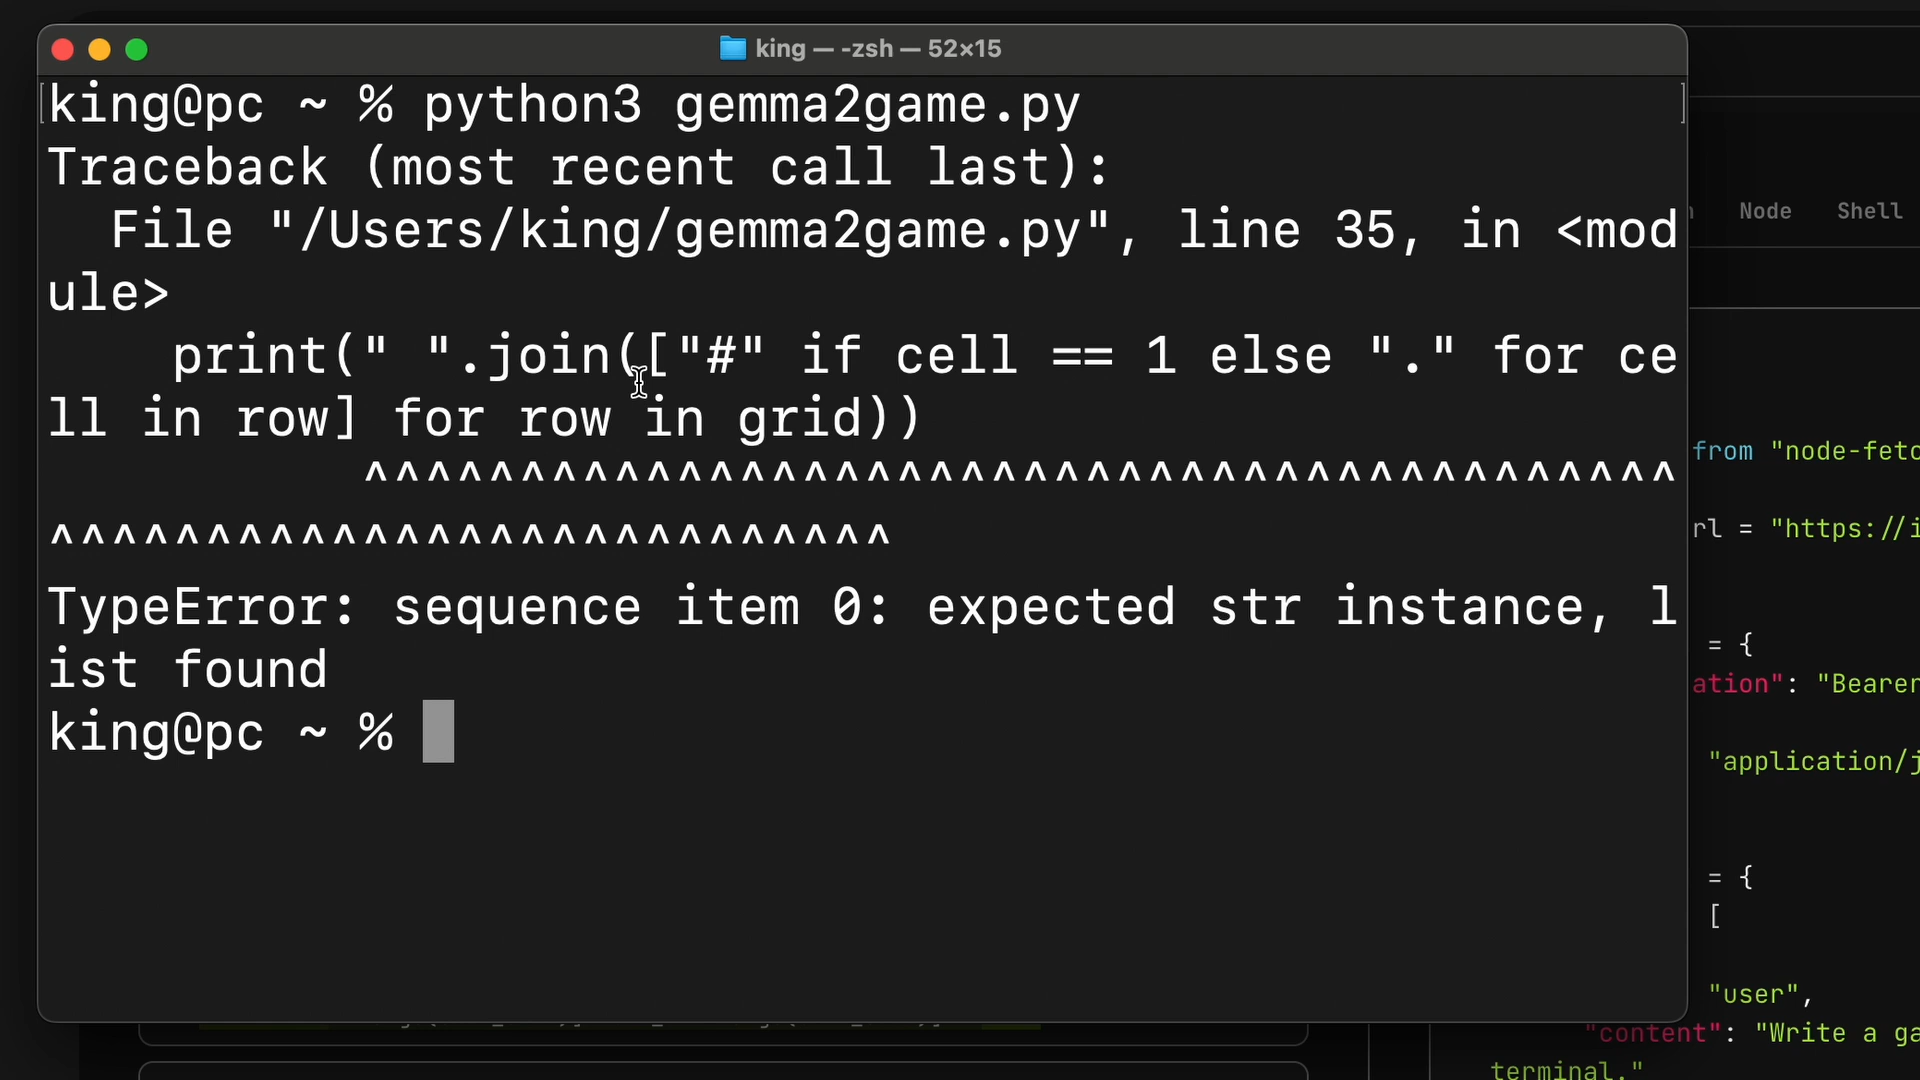 king — -zsh — 52×15
king@pc ~ % python3 gemma2game.py
Traceback (most recent call last):
  File "/Users/king/gemma2game.py", line 35, in <mod
ule>
    print(" ".join(["#" if cell == 1 else "." for ce
ll in row] for row in grid))
          ^^^^^^^^^^^^^^^^^^^^^^^^^^^^^^^^^^^^^^^^^^
^^^^^^^^^^^^^^^^^^^^^^^^^^^
TypeError: sequence item 0: expected str instance, l
ist found
king@pc ~ %
Node Shell
from "node-fetc
rl = "https://i
= {
ation": "Bearer
"application/j
= {
[
"user",
"content": "Write a ga
terminal."